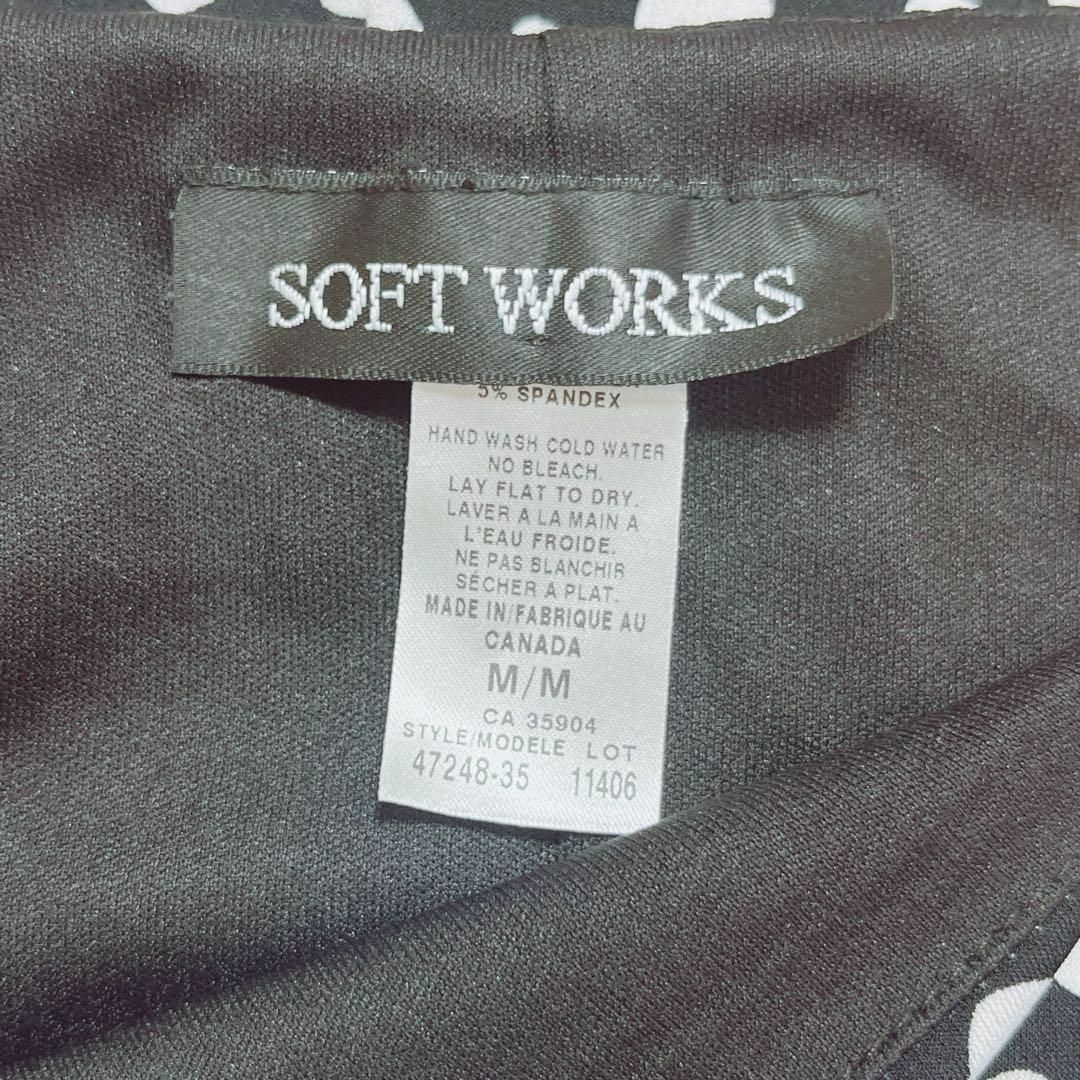 SOFT WORKS
5% SPANDEX
HAND WASH COLD WATER
NO BLEACH.
LAY FLAT TO DRY.
LAVER A LA MAIN A
L'EAU FROIDE.
NE PAS BLANCHIR
SÉCHER A PLAT.
MADE IN/FABRIQUE AU
CANADA
M/M
CA 35904
STYLE/MODELE LOT
47248-35 11406